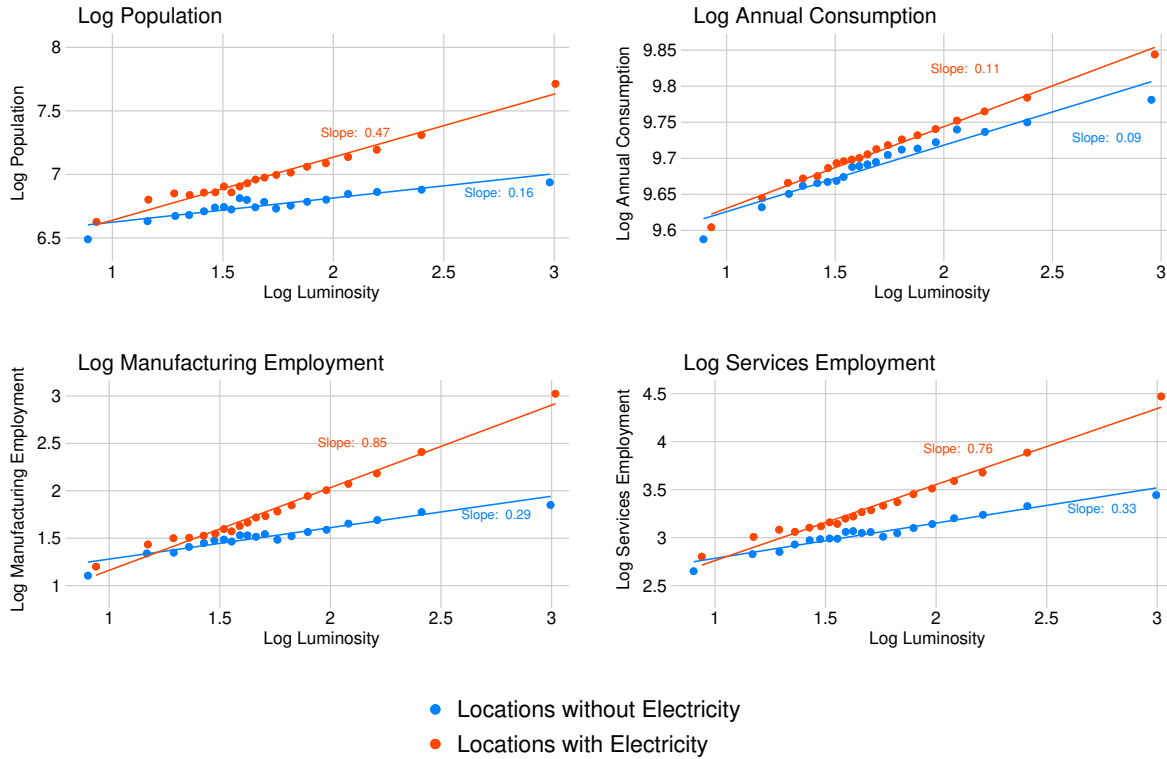 Log Population
Log Population
8
7.5
7
6.5
Slope: 0.47
Slope: 0.16
1
1.5
2
2.5
3
Log Luminosity
Log Annual Consumption
Log Annual Consumption
9.85
9.8
9.75
9.7
9.65
9.6
Slope: 0.11
Slope: 0.09
1
1.5
2
2.5
3
Log Luminosity
Log Manufacturing Employment
Log Manufacturing Employment
3
2.5
2
1.5
1
Slope: 0.85
Slope: 0.29
1
1.5
2
2.5
3
Log Luminosity
Log Services Employment
Log Services Employment
4.5
4
3.5
3
2.5
Slope: 0.76
Slope: 0.33
1
1.5
2
2.5
3
Log Luminosity
Locations without Electricity
Locations with Electricity